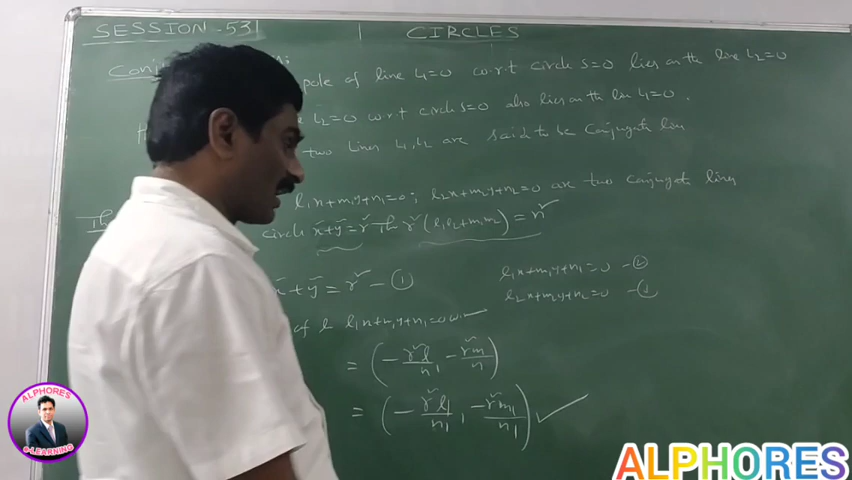 SESSION - 531 | CIRCLES
pole of line L₁=0 w.r.t circle S=0 lies on the line L₂=0
L₂=0 w.r.t circle S=0 also lies on the line L₁=0.
two lines L₁, L₂ are said to be Conjugate lin
l₁x+m₁y+n₁=0; l₂x+m₂y+n₂=0 are two conjugate lines
circle x²+y²=r² Then r²(l₁l₂+m₁m₂)=n²
x²+y²=r² - ①
l₁x+m₁y+n₁=0 - ②
l₂x+m₂y+n₂=0 - ③
of l₁x+m₁y+n₁=0 w.
= (-r²l/n₁ - r²m/n)
= (-r²l₁/n₁, -r²m₁/n₁)
ALPHORES
e-LEARNING
ALPHORES